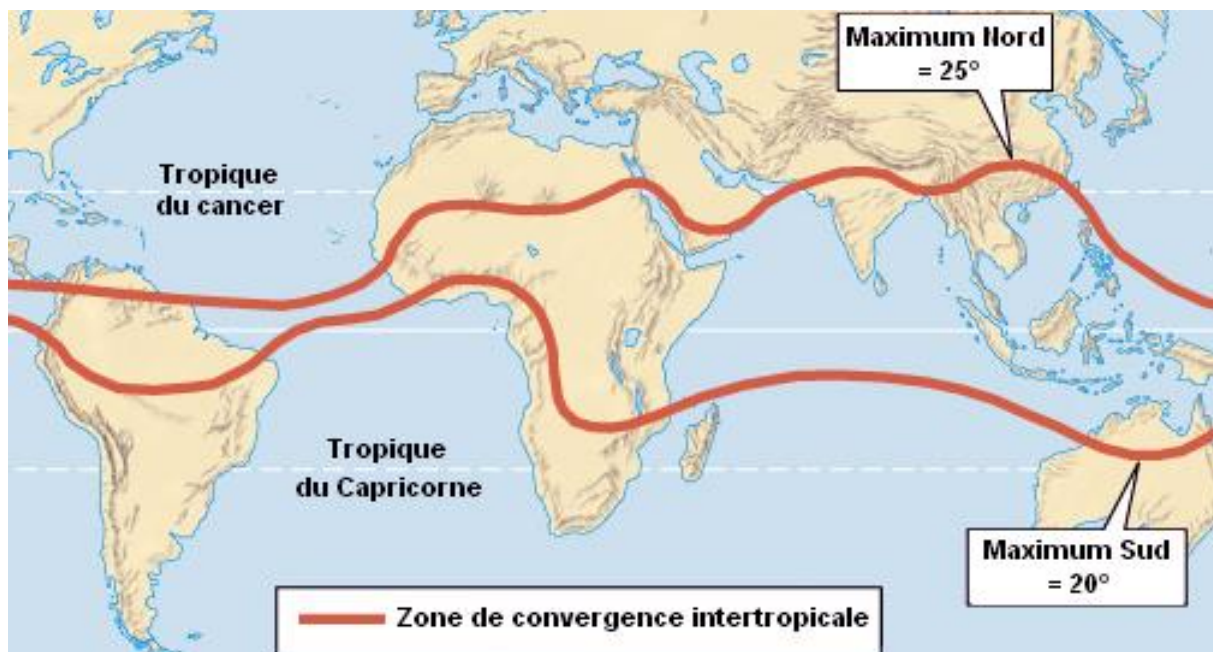 Maximum Nord
= 25°
Tropique
du cancer
Tropique
du Capricorne
Maximum Sud
= 20°
Zone de convergence intertropicale